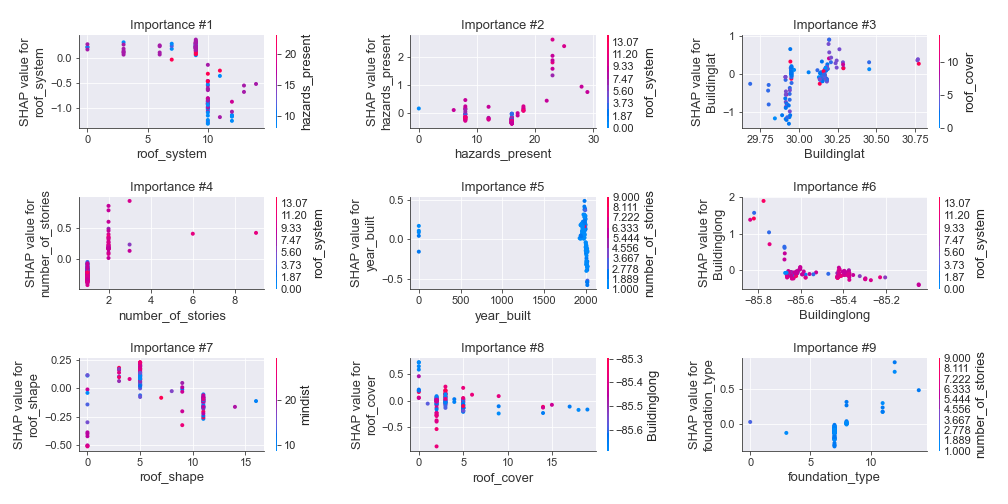 Importance #1
SHAP value for
roof_system
0.0
−0.5
−1.0
0
5
10
roof_system
20
15
10
hazards_present
Importance #2
SHAP value for
hazards_present
2
1
0
0
10
20
30
hazards_present
13.07
11.20
9.33
7.47
5.60
3.73
1.87
0.00
roof_system
Importance #3
SHAP value for
Buildinglat
1
0
−1
29.75
30.00
30.25
30.50
30.75
Buildinglat
10
5
0
roof_cover
Importance #4
SHAP value for
number_of_stories
0.5
0.0
2
4
6
8
number_of_stories
13.07
11.20
9.33
7.47
5.60
3.73
1.87
0.00
roof_system
Importance #5
SHAP value for
year_built
0.5
0.0
−0.5
0
500
1000
1500
2000
year_built
9.000
8.111
7.222
6.333
5.444
4.556
3.667
2.778
1.889
1.000
number_of_stories
Importance #6
SHAP value for
Buildinglong
2
1
0
−85.8
−85.6
−85.4
−85.2
Buildinglong
13.07
11.20
9.33
7.47
5.60
3.73
1.87
0.00
roof_system
Importance #7
SHAP value for
roof_shape
0.25
0.00
−0.25
−0.50
0
5
10
15
roof_shape
20
10
mindist
Importance #8
SHAP value for
roof_cover
0.5
0.0
−0.5
0
5
10
15
roof_cover
−85.3
−85.4
−85.5
−85.6
Buildinglong
Importance #9
SHAP value for
foundation_type
0.5
0.0
0
5
10
foundation_type
9.000
8.111
7.222
6.333
5.444
4.556
3.667
2.778
1.889
1.000
number_of_stories